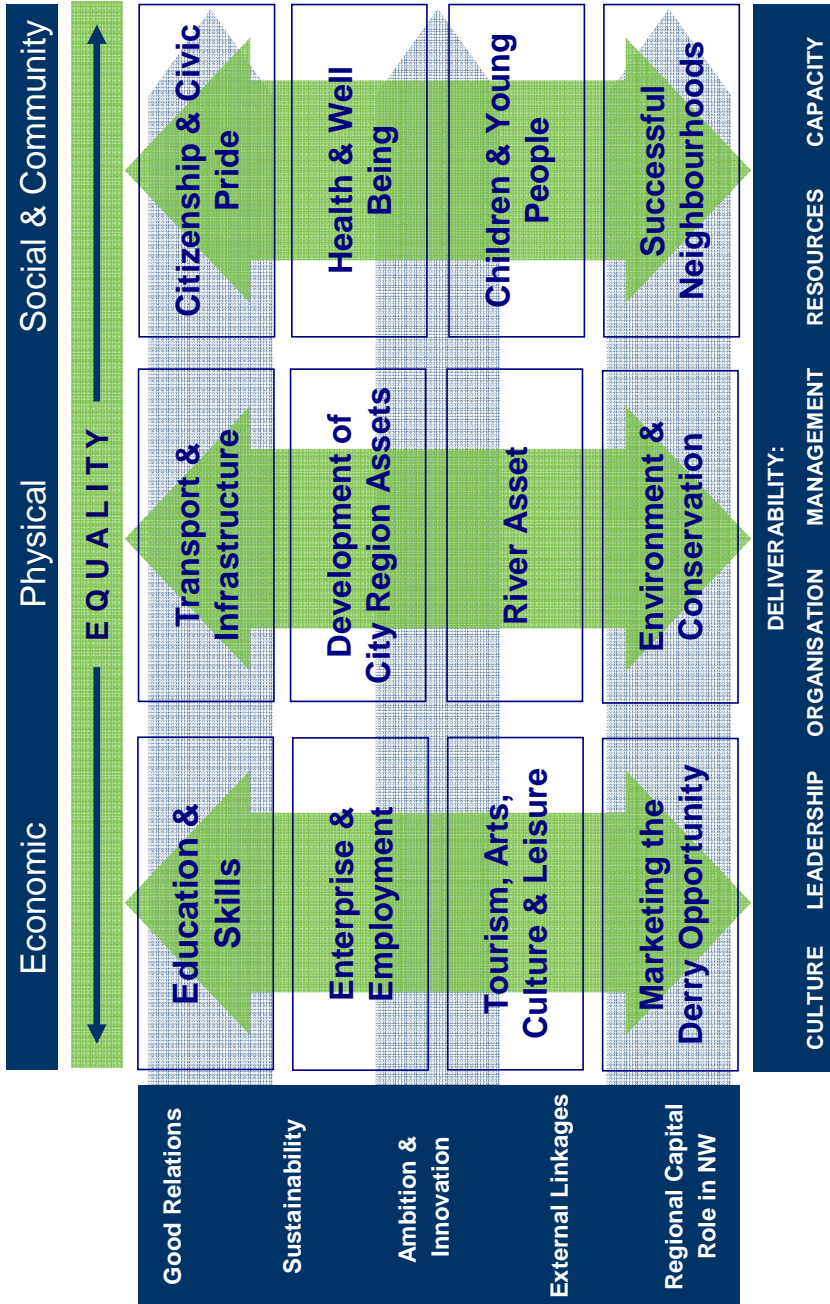 Economic
Physical
Social & Community
EQUALITY
Good Relations
Sustainability
Ambition &
Innovation
External Linkages
Regional Capital
Role in NW
Education &
Skills
Transport &
Infrastructure
Citizenship & Civic
Pride
Enterprise &
Employment
Development of
City Region Assets
Health & Well
Being
Tourism, Arts,
Culture & Leisure
River Asset
Children & Young
People
Marketing the
Derry Opportunity
Environment &
Conservation
Successful
Neighbourhoods
DELIVERABILITY:
CULTURE LEADERSHIP ORGANISATION MANAGEMENT RESOURCES CAPACITY